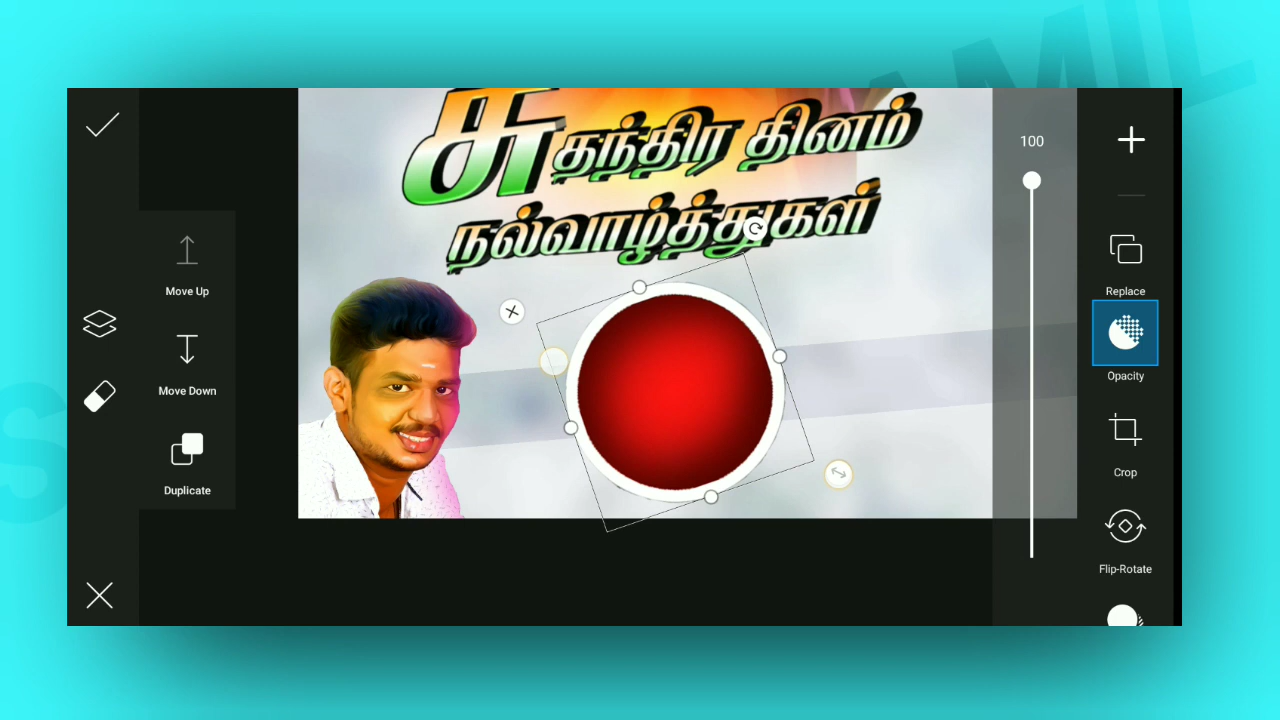 சுதந்திர தினம்
நல்வாழ்த்துகள்
100
Move Up
Move Down
Duplicate
Replace
Opacity
Crop
Flip-Rotate